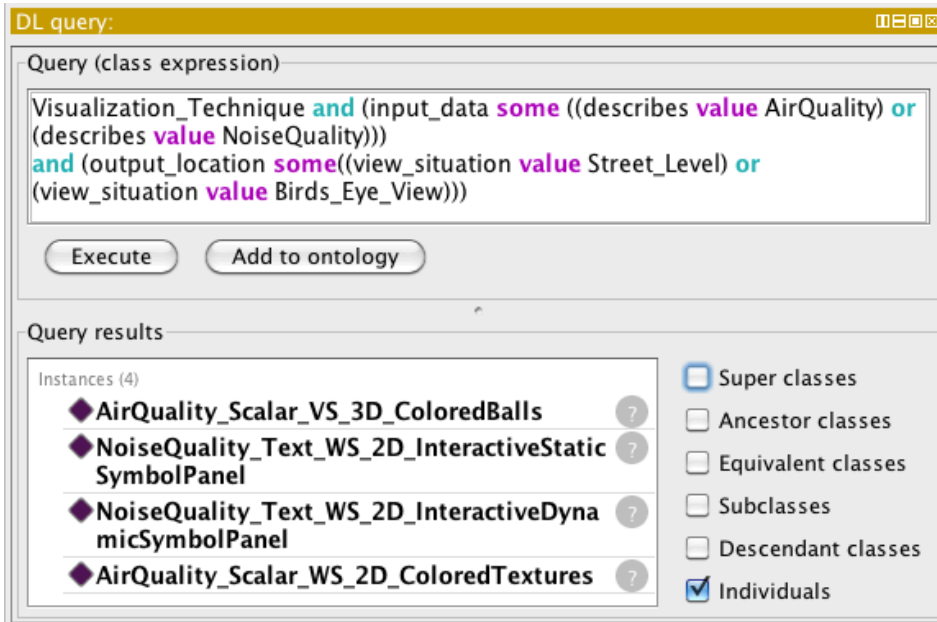 DL query:
Query (class expression)
Visualization_Technique and (input_data some ((describes value AirQuality) or
(describes value NoiseQuality)))
and (output_location some((view_situation value Street_Level) or
(view_situation value Birds_Eye_View)))
Execute
Add to ontology
Query results
Instances (4)
AirQuality_Scalar_VS_3D_ColoredBalls ?
NoiseQuality_Text_WS_2D_InteractiveStatic ?
SymbolPanel
NoiseQuality_Text_WS_2D_InteractiveDyna ?
micSymbolPanel
AirQuality_Scalar_WS_2D_ColoredTextures ?
Super classes
Ancestor classes
Equivalent classes
Subclasses
Descendant classes
Individuals